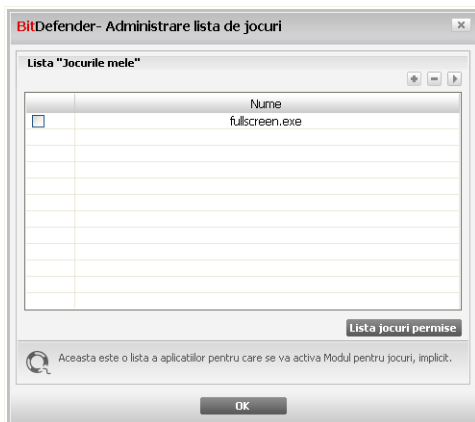 BitDefender- Administrare lista de jocuri
Lista "Jocurile mele"
Nume
fullscreen.exe
Lista jocuri permise
Aceasta este o lista a aplicatiilor pentru care se va activa Modul pentru jocuri, implicit.
OK